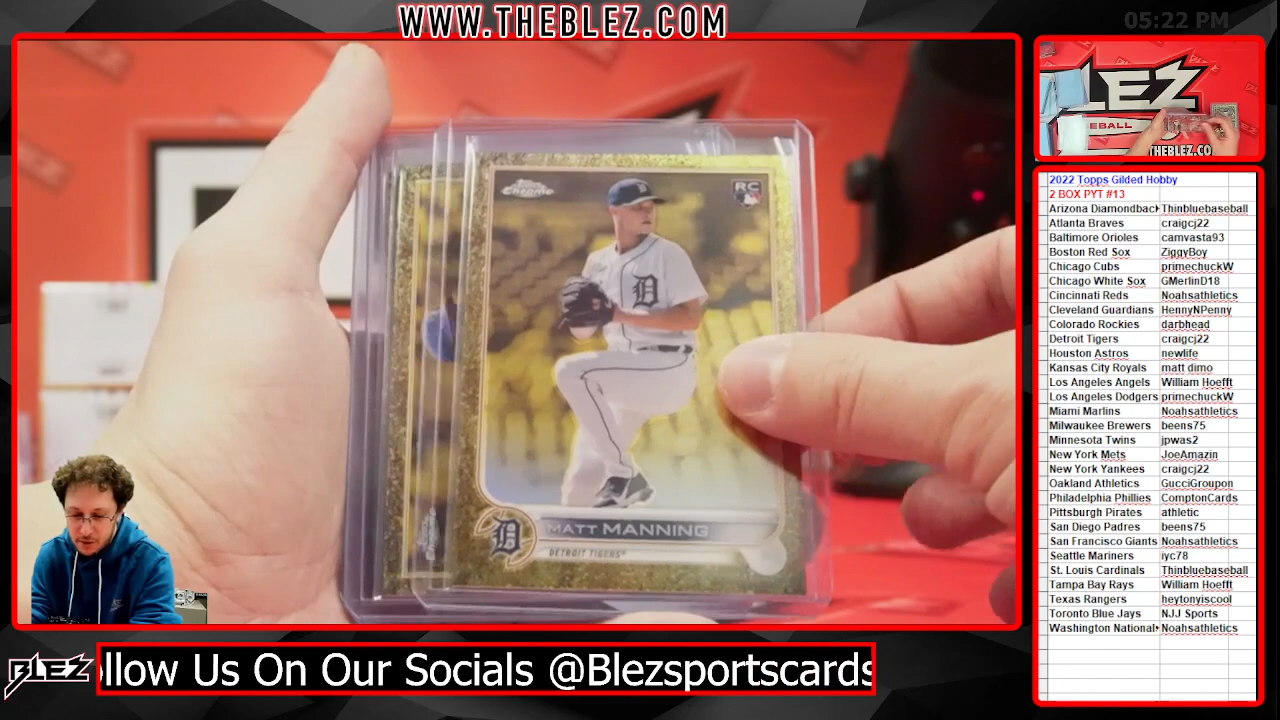 WWW.THEBLEZ.COM
05:22 PM
Chrome
RC
D
MATT MANNING
DETROIT TIGERS
LEZ
EBALL
THEBLEZ.CO
2022 Topps Gilded Hobby
2 BOX PYT #13
Arizona Diamondback Thinbluebaseball
Atlanta Braves craigcj22
Baltimore Orioles camvasta93
Boston Red Sox ZiggyBoy
Chicago Cubs primechuckW
Chicago White Sox GMerlinD18
Cincinnati Reds Noahsathletics
Cleveland Guardians HennyNPenny
Colorado Rockies darbhead
Detroit Tigers craigcj22
Houston Astros newlife
Kansas City Royals matt dimo
Los Angeles Angels William Hoefft
Los Angeles Dodgers primechuckW
Miami Marlins Noahsathletics
Milwaukee Brewers beens75
Minnesota Twins jpwas2
New York Mets JoeAmazin
New York Yankees craigcj22
Oakland Athletics GucciGroupon
Philadelphia Phillies ComptonCards
Pittsburgh Pirates athletic
San Diego Padres beens75
San Francisco Giants Noahsathletics
Seattle Mariners iyc78
St. Louis Cardinals Thinbluebaseball
Tampa Bay Rays William Hoefft
Texas Rangers heytonyiscool
Toronto Blue Jays NJJ Sports
Washington National Noahsathletics
BLEZ
llow Us On Our Socials @Blezsportscards